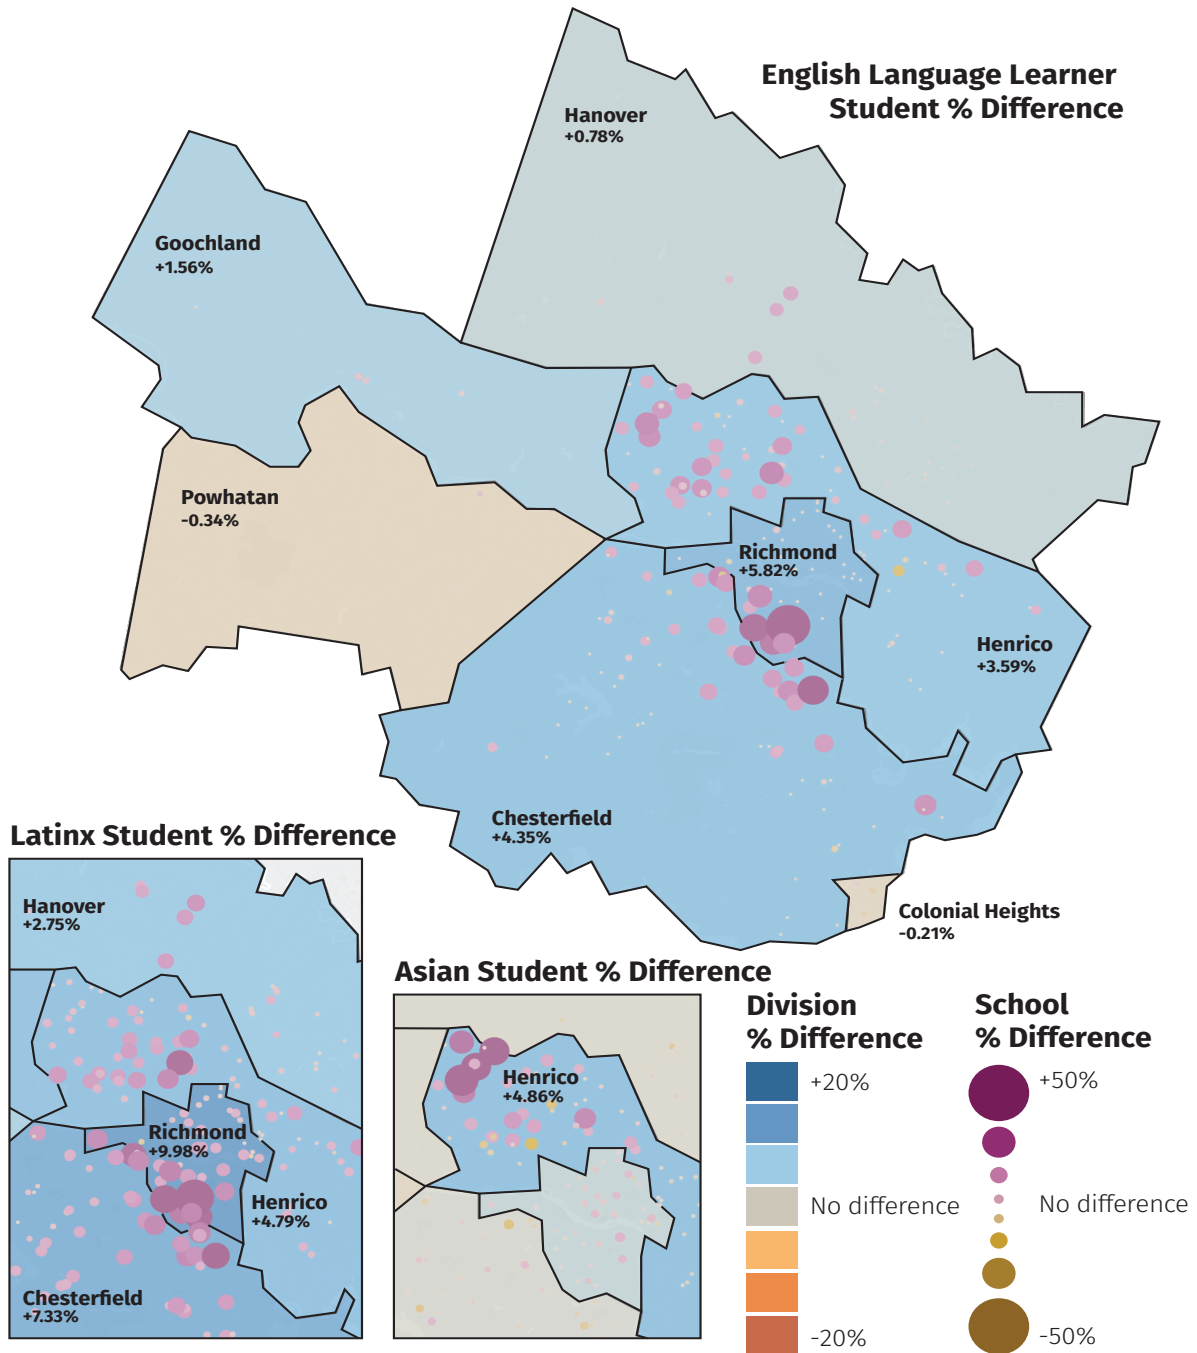 English Language Learner
Student % Difference
Hanover
+0.78%
Goochland
+1.56%
Powhatan
-0.34%
Richmond
+5.82%
Henrico
+3.59%
Chesterfield
+4.35%
Colonial Heights
-0.21%
Latinx Student % Difference
Hanover
+2.75%
Richmond
+9.98%
Henrico
+4.79%
Chesterfield
+7.33%
Asian Student % Difference
Henrico
+4.86%
Division
% Difference
+20%
No difference
-20%
School
% Difference
+50%
No difference
-50%